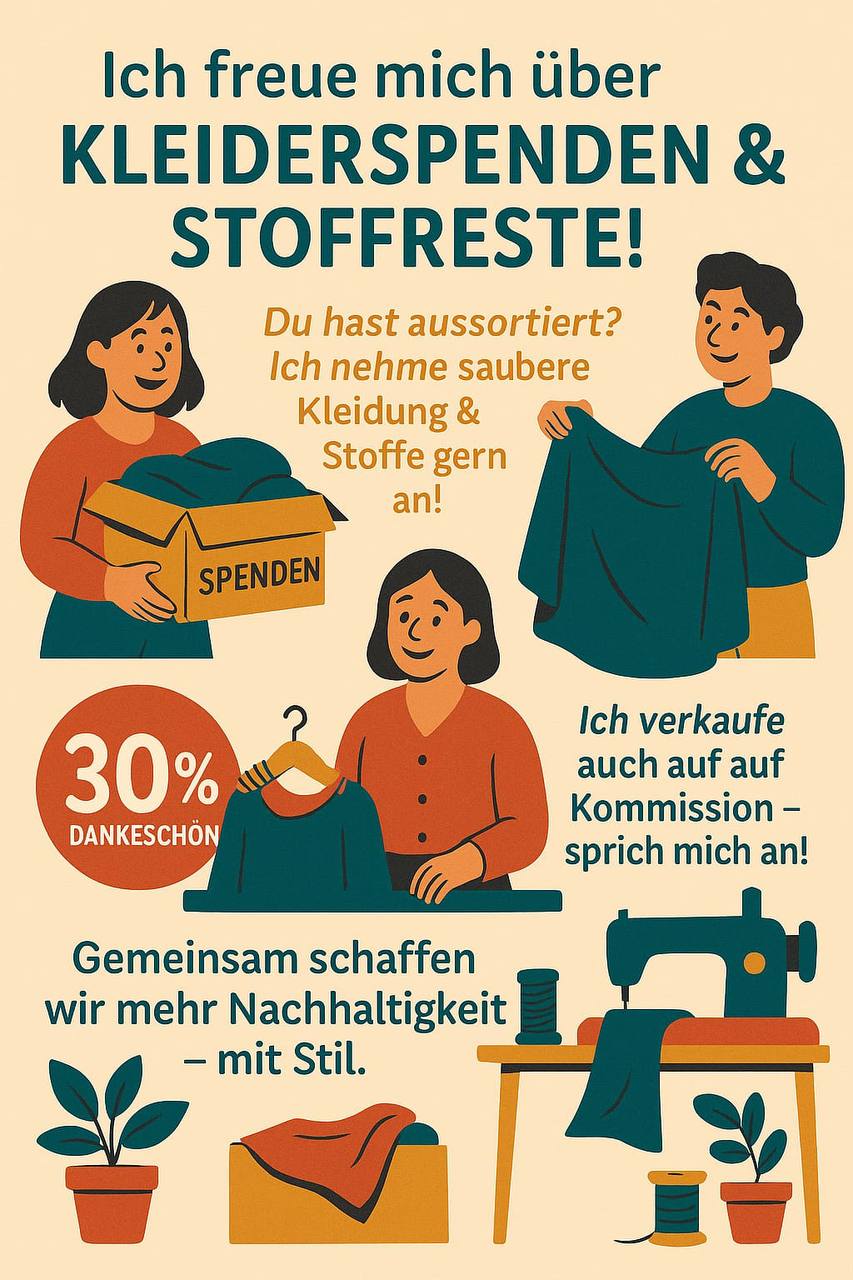 Ich freue mich über
KLEIDERSPENDEN &
STOFFRESTE!
Du hast aussortiert?
Ich nehme saubere
Kleidung &
Stoffe gern
an!
SPENDEN
30%
DANKESCHÖN
Ich verkaufe
auch auf auf
Kommission –
sprich mich an!
Gemeinsam schaffen
wir mehr Nachhaltigkeit
– mit Stil.